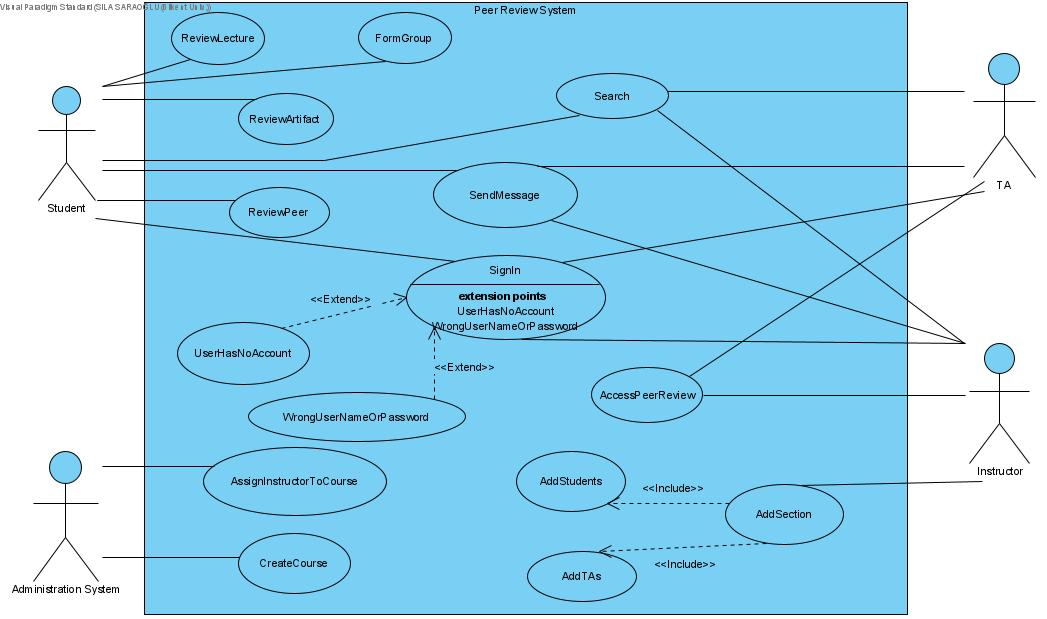 Visual Paradigm Standard (SILA SARAOGLU (Bilkent Univ.))
Peer Review System
ReviewLecture
FormGroup
Search
ReviewArtifact
Student
TA
SendMessage
ReviewPeer
SignIn
extension points
UserHasNoAccount
WrongUserNameOrPassword
<<Extend>>
UserHasNoAccount
<<Extend>>
AccessPeerReview
WrongUserNameOrPassword
Instructor
AssignInstructorToCourse
AddStudents
<<Include>>
AddSection
CreateCourse
<<Include>>
AddTAs
Administration System